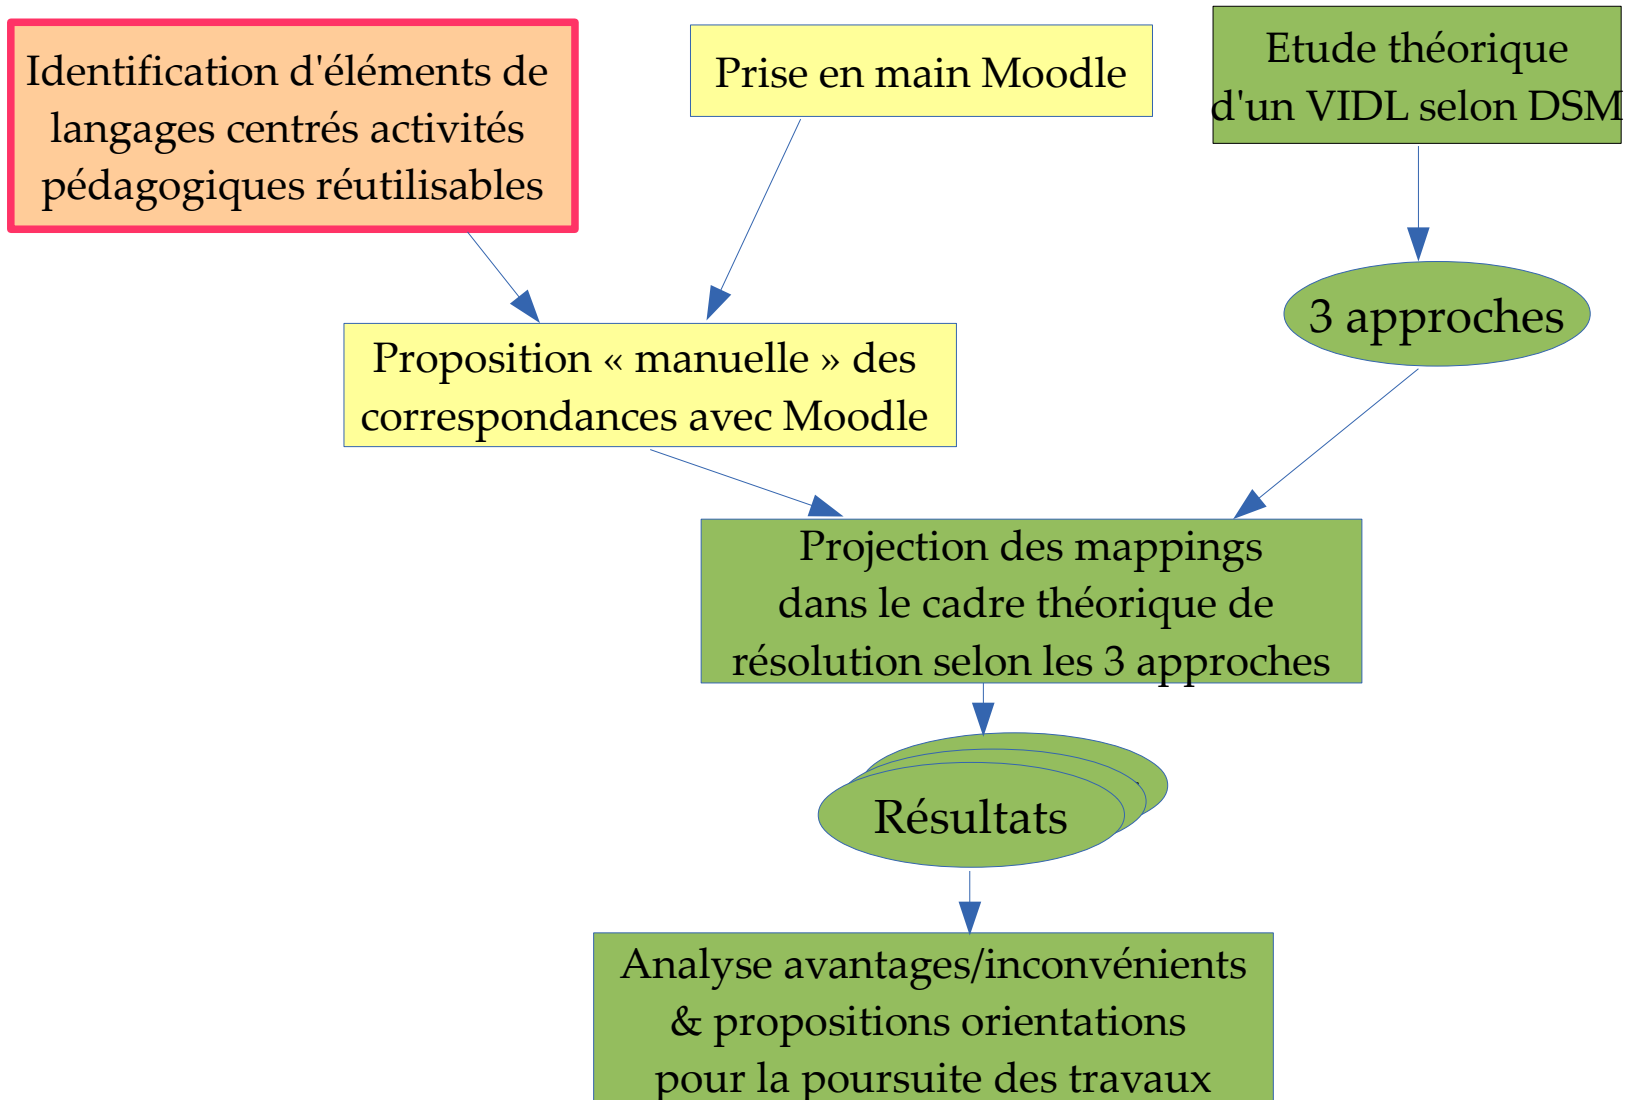 Identification d'éléments de
langages centrés activités
pédagogiques réutilisables
Prise en main Moodle
Etude théorique
d'un VIDL selon DSM
3 approches
Proposition « manuelle » des
correspondances avec Moodle
Projection des mappings
dans le cadre théorique de
résolution selon les 3 approches
Résultats
Analyse avantages/inconvénients
& propositions orientations
pour la poursuite des travaux